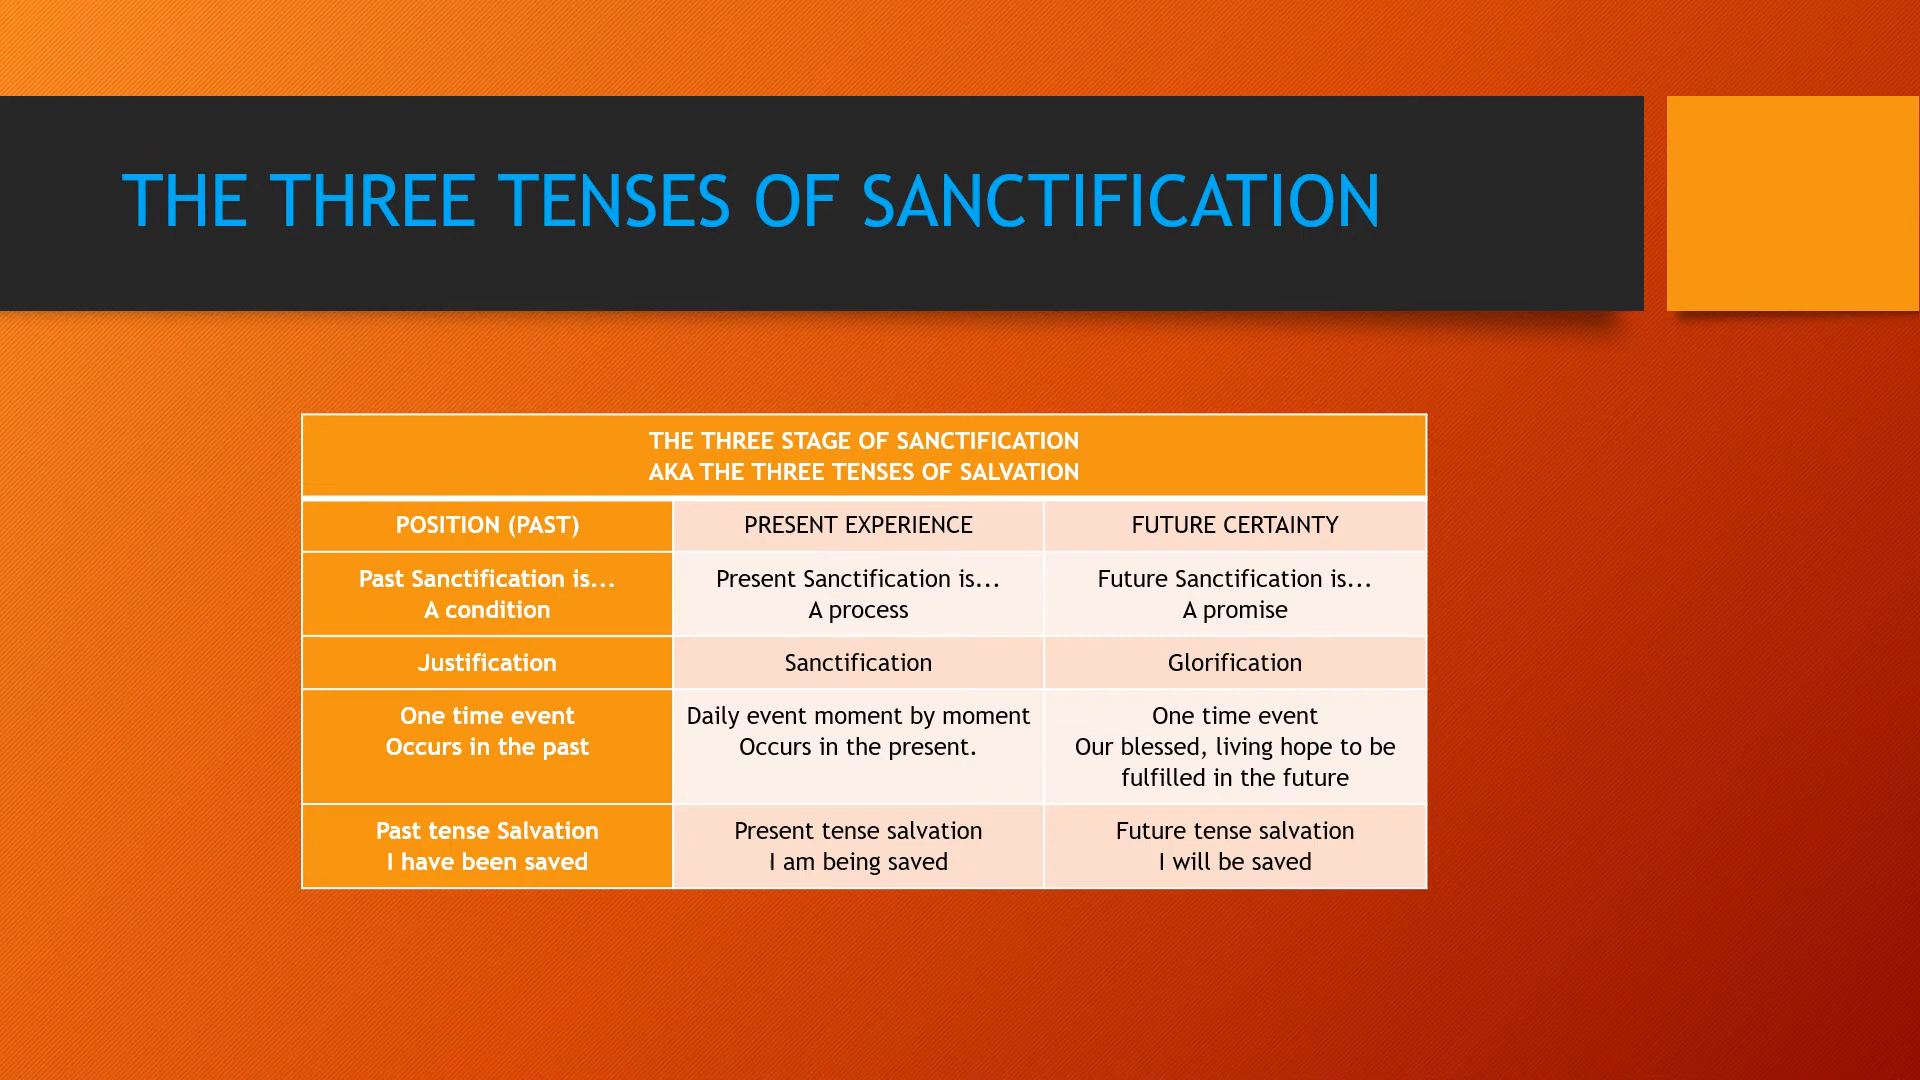 THE THREE TENSES OF SANCTIFICATION
THE THREE STAGE OF SANCTIFICATION
AKA THE THREE TENSES OF SALVATION
POSITION (PAST)
PRESENT EXPERIENCE
FUTURE CERTAINTY
Past Sanctification is...
A condition
Present Sanctification is...
A process
Future Sanctification is...
A promise
Justification
Sanctification
Glorification
One time event
Occurs in the past
Daily event moment by moment
Occurs in the present.
One time event
Our blessed, living hope to be
fulfilled in the future
Past tense Salvation
I have been saved
Present tense salvation
I am being saved
Future tense salvation
I will be saved